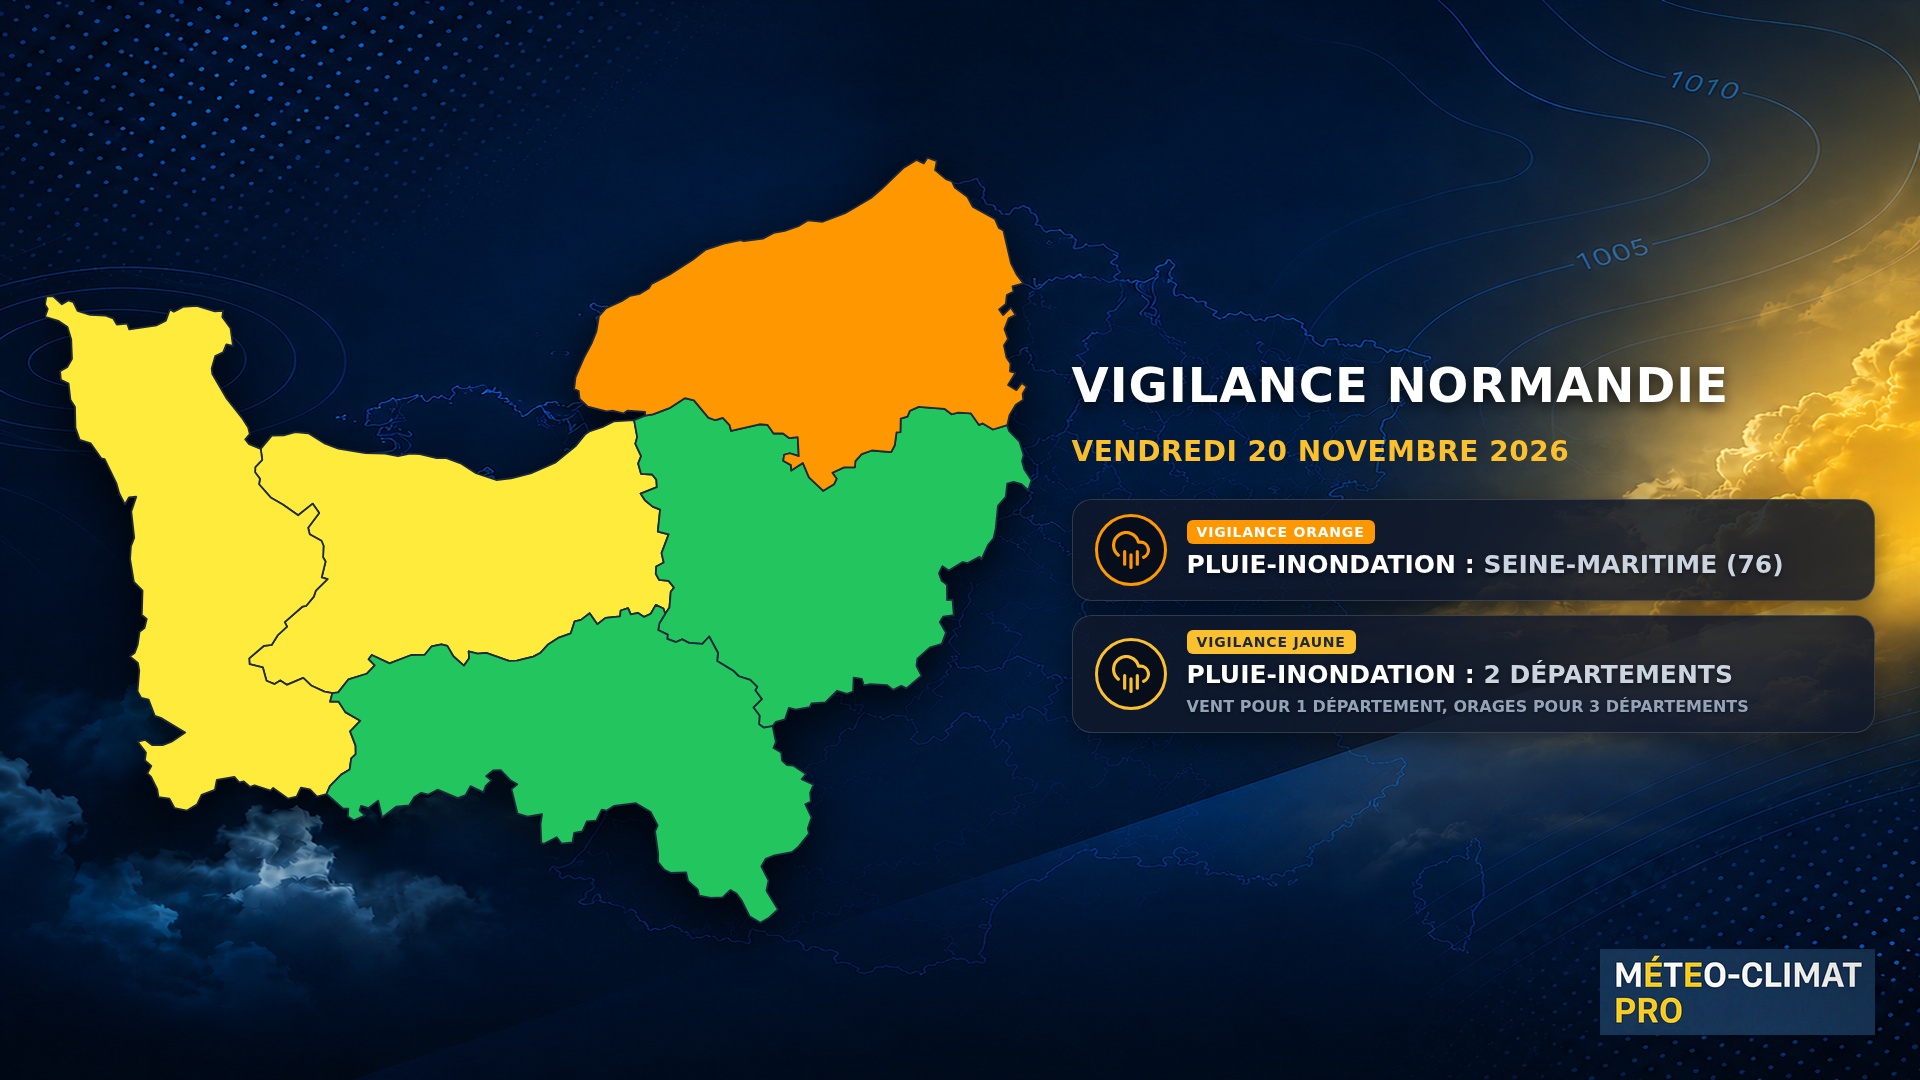 1010
1005
VIGILANCE NORMANDIE
VENDREDI 20 NOVEMBRE 2026
VIGILANCE ORANGE
PLUIE-INONDATION : SEINE-MARITIME (76)
VIGILANCE JAUNE
PLUIE-INONDATION : 2 DÉPARTEMENTS
VENT POUR 1 DÉPARTEMENT, ORAGES POUR 3 DÉPARTEMENTS
MÉTEO-CLIMAT
PRO